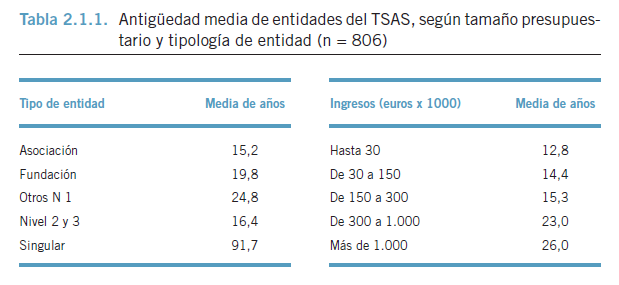 Tabla 2.1.1. Antigüedad media de entidades del TSAS, según tamaño presupues-
tario y tipología de entidad (n = 806)
Tipo de entidad Media de años
Asociación 15,2
Fundación 19,8
Otros N 1 24,8
Nivel 2 y 3 16,4
Singular 91,7
Ingresos (euros x 1000) Media de años
Hasta 30 12,8
De 30 a 150 14,4
De 150 a 300 15,3
De 300 a 1.000 23,0
Más de 1.000 26,0